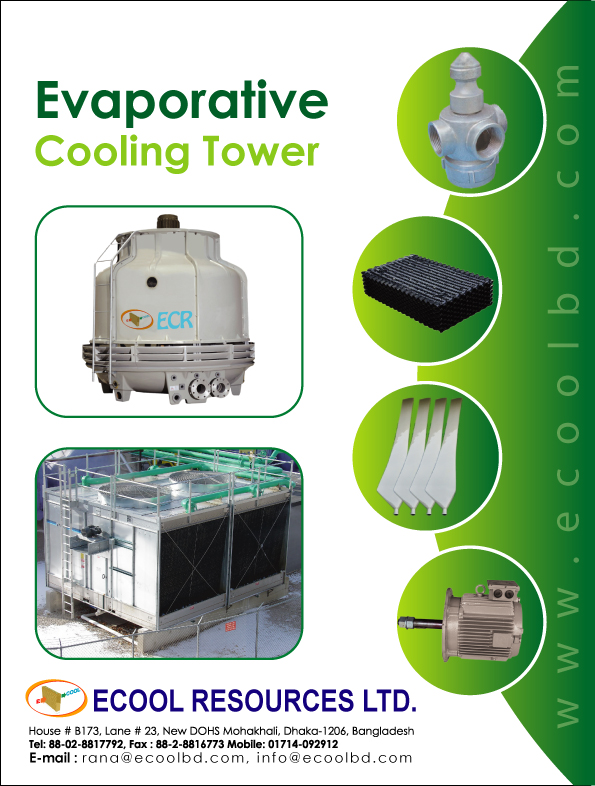 Evaporative
Cooling Tower
ECR
www.ecoolbd.com
ECOOL RESOURCES LTD.
House # B173, Lane # 23, New DOHS Mohakhali, Dhaka-1206, Bangladesh
Tel: 88-02-8817792, Fax : 88-2-8816773 Mobile: 01714-092912
E-mail : rana@ecoolbd.com, info@ecoolbd.com